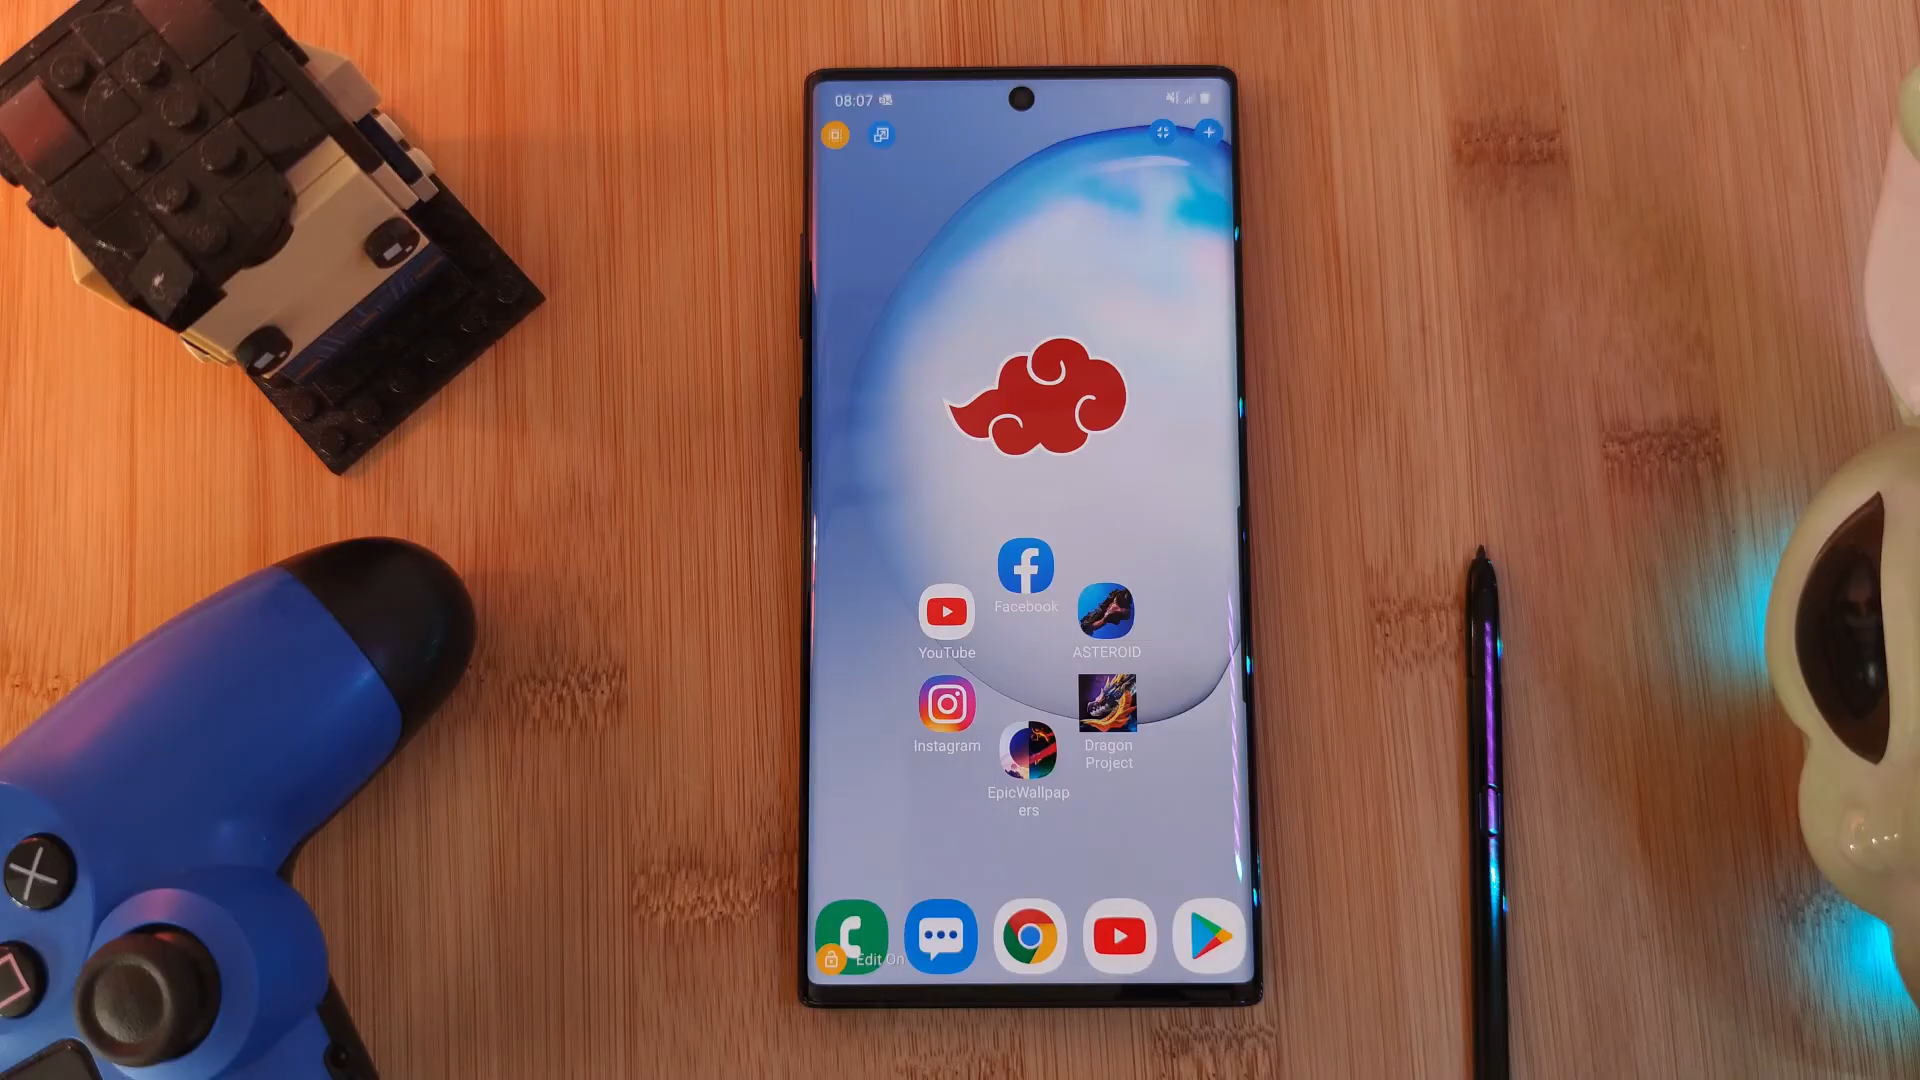 08:07
Facebook
YouTube
ASTEROID
Instagram
Dragon
Project
EpicWallpap
ers
Edit On